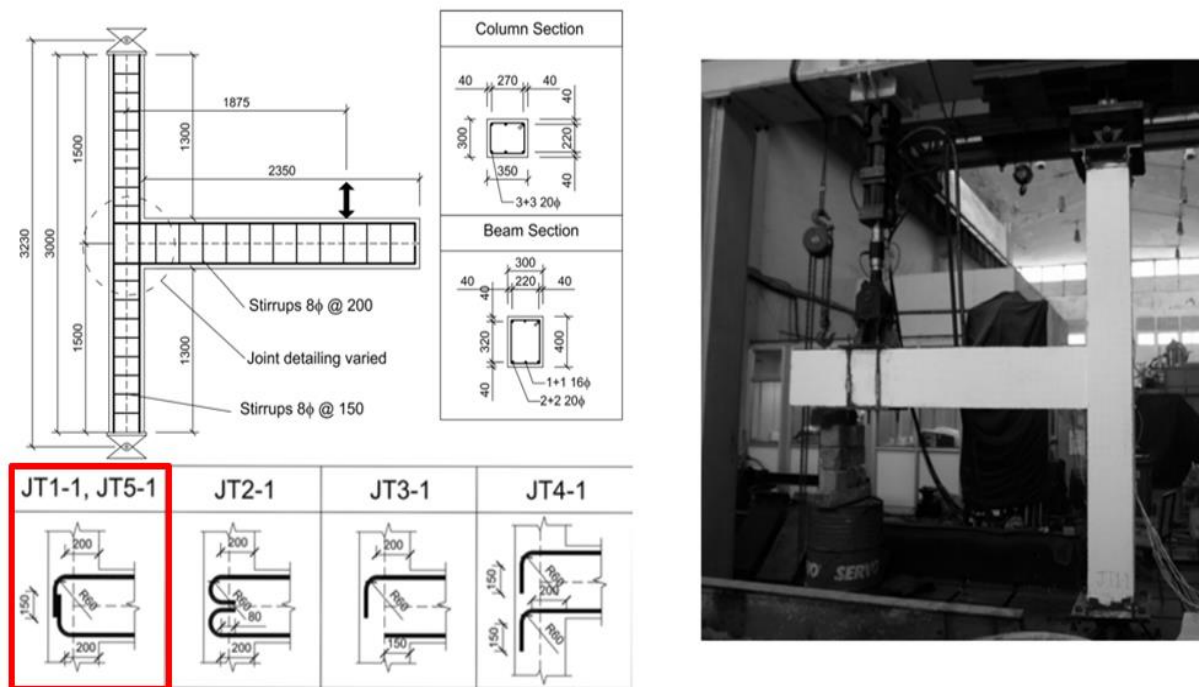 3230
3000
1500
1500
1875
1300
2350
1300
Stirrups 8ϕ @ 200
Joint detailing varied
Stirrups 8ϕ @ 150
Column Section
40 270 40
40
300
220
350
40
3+3 20ϕ
Beam Section
300
40 220 40
40
320
400
40
1+1 16ϕ
2+2 20ϕ
JT1-1, JT5-1
200
R60
150
200
JT2-1
200
R60
80
200
JT3-1
200
R60
150
JT4-1
150
R60
200
150
R60
SERVO